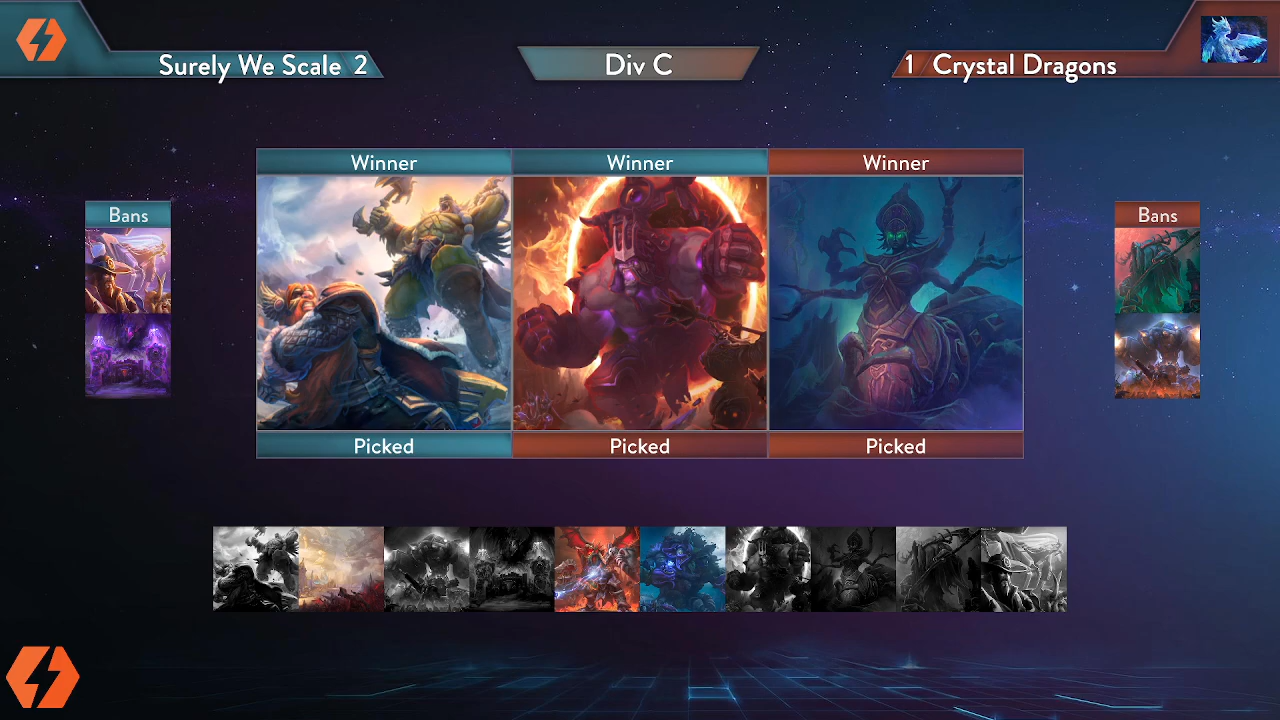 Surely We Scale 2
Div C
1 Crystal Dragons
Winner
Winner
Winner
Bans
Bans
Picked
Picked
Picked